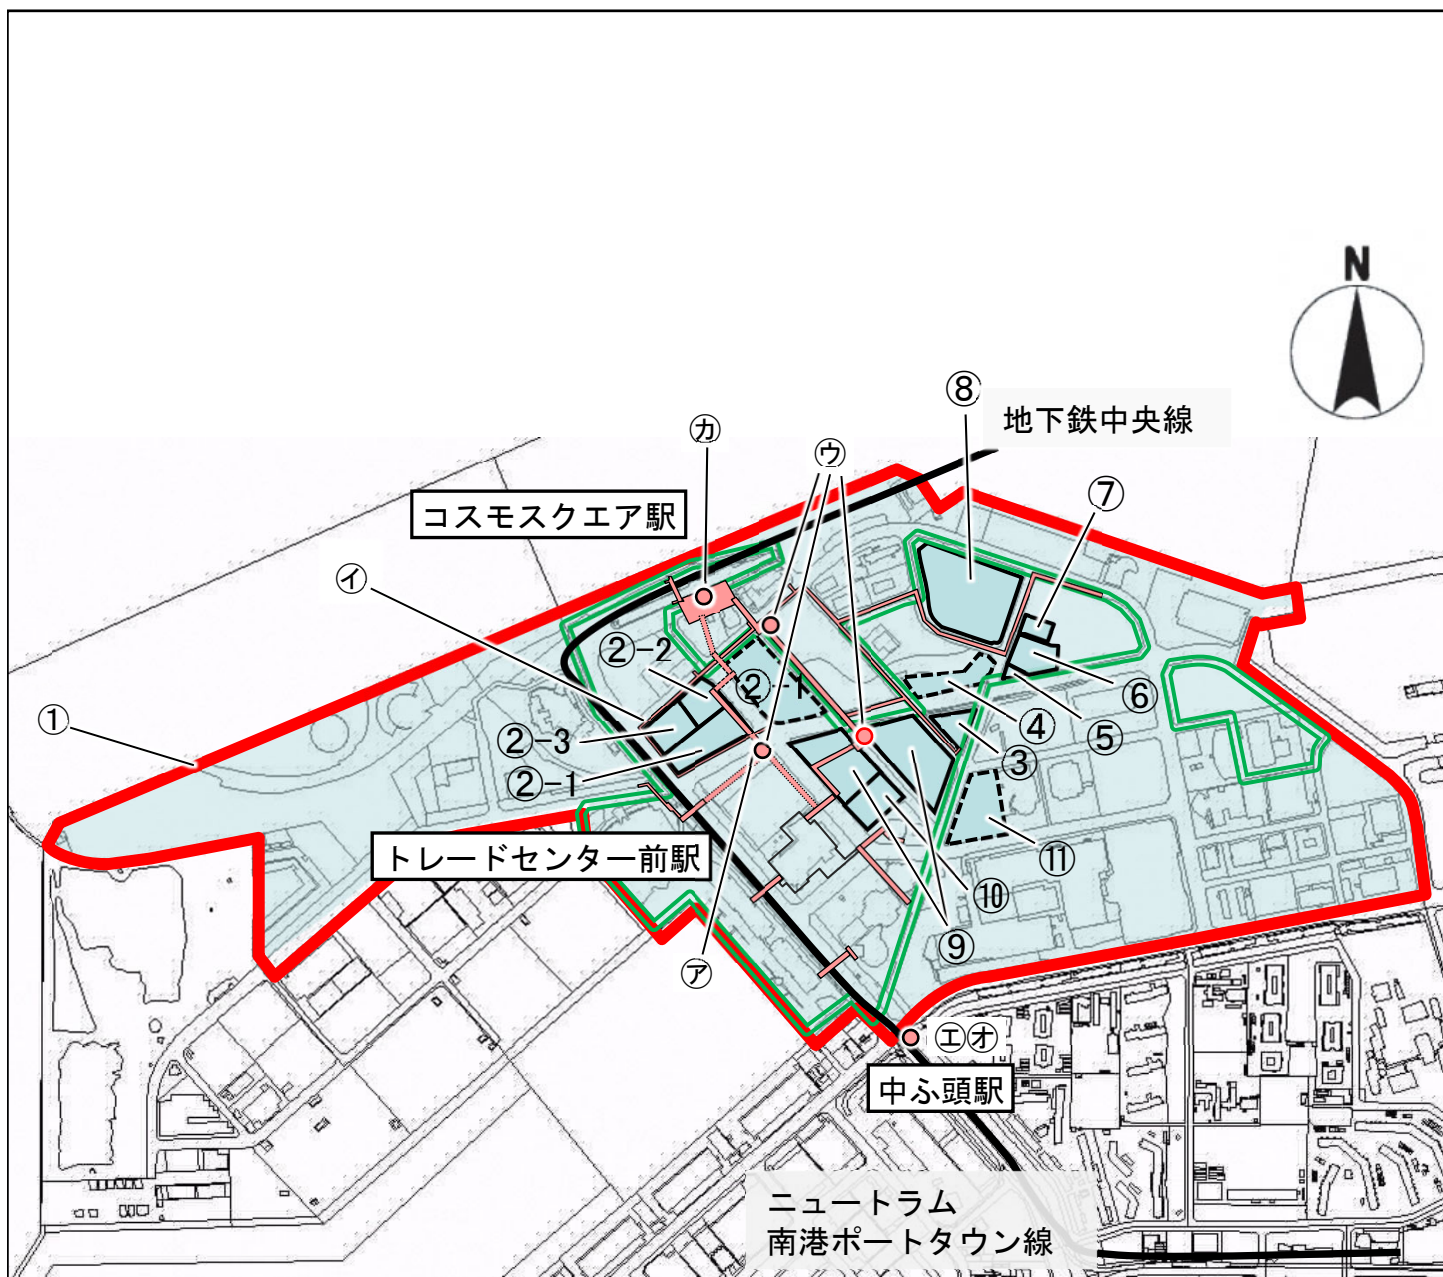 N
⑧
地下鉄中央線
㋕
㋒
⑦
コスモスクエア駅
㋑
②-2
②-1
⑥
①
④
⑤
②-3
③
②-1
トレードセンター前駅
⑪
⑩
⑨
㋐
㋓㋔
中ふ頭駅
ニュートラム
南港ポートタウン線